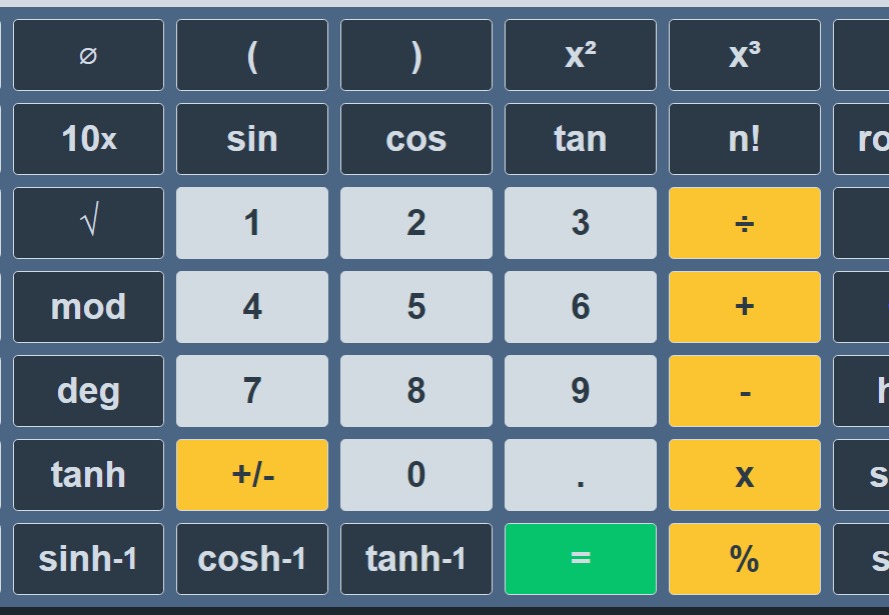 ∅ ( ) x² x³
10x sin cos tan n! ro
√ 1 2 3 ÷
mod 4 5 6 +
deg 7 8 9 - h
tanh +/- 0 . x s
sinh-1 cosh-1 tanh-1 = % s